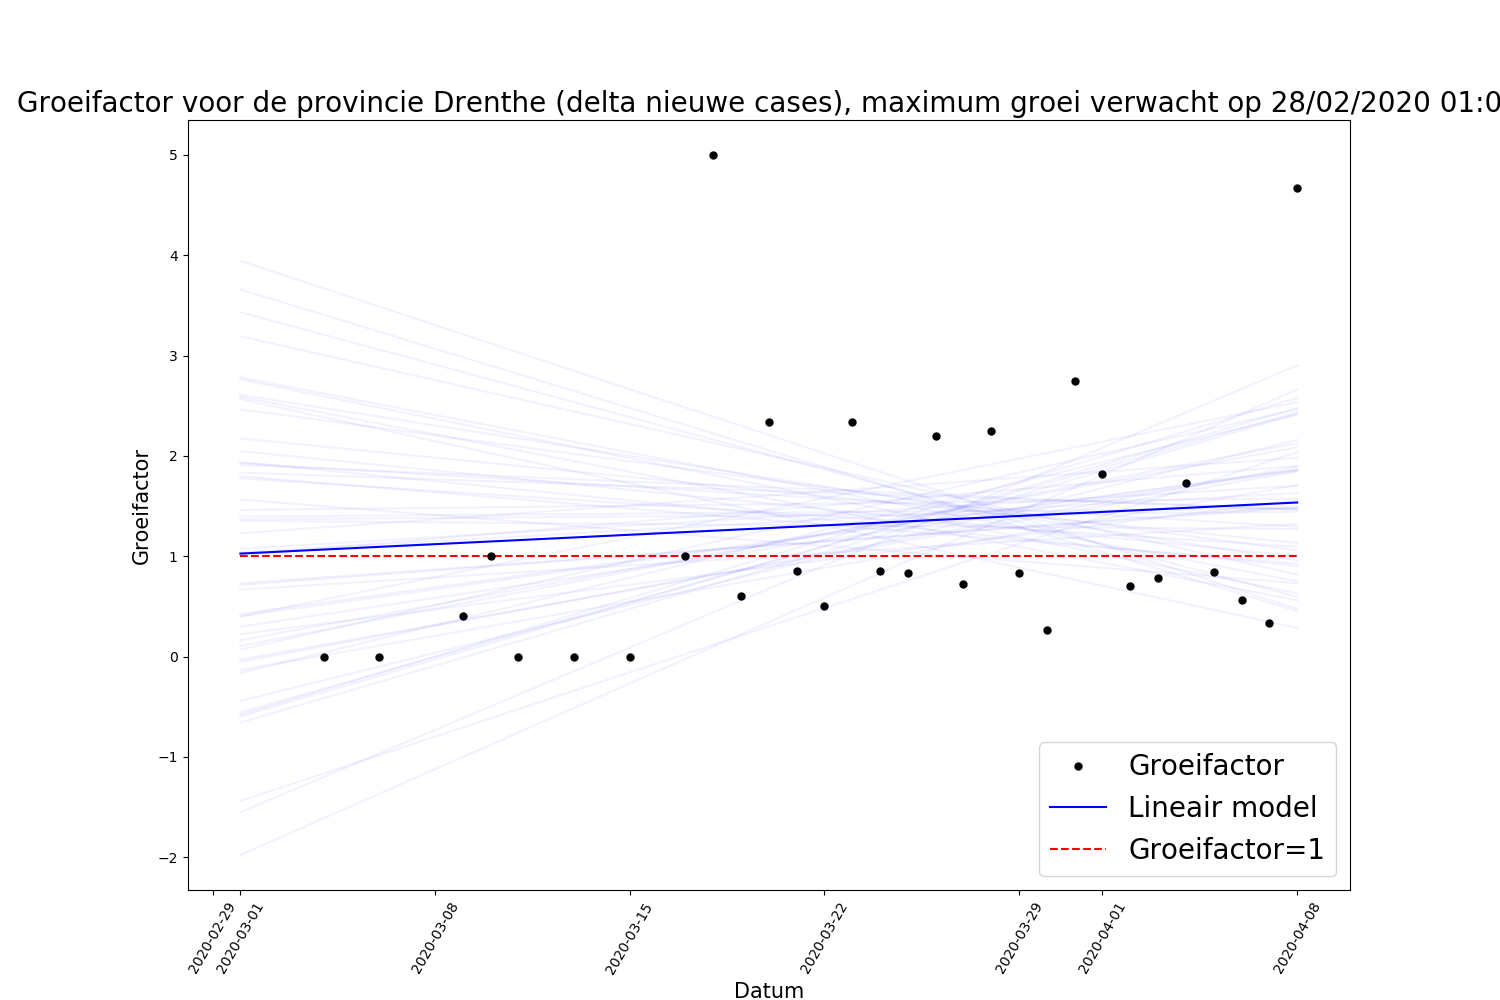 Groeifactor voor de provincie Drenthe (delta nieuwe cases), maximum groei verwacht op 28/02/2020 01:0
5
4
3
2
1
0
−1
−2
Groeifactor
Groeifactor
Lineair model
Groeifactor=1
2020-02-29
2020-03-01
2020-03-08
2020-03-15
2020-03-22
2020-03-29
2020-04-01
2020-04-08
Datum